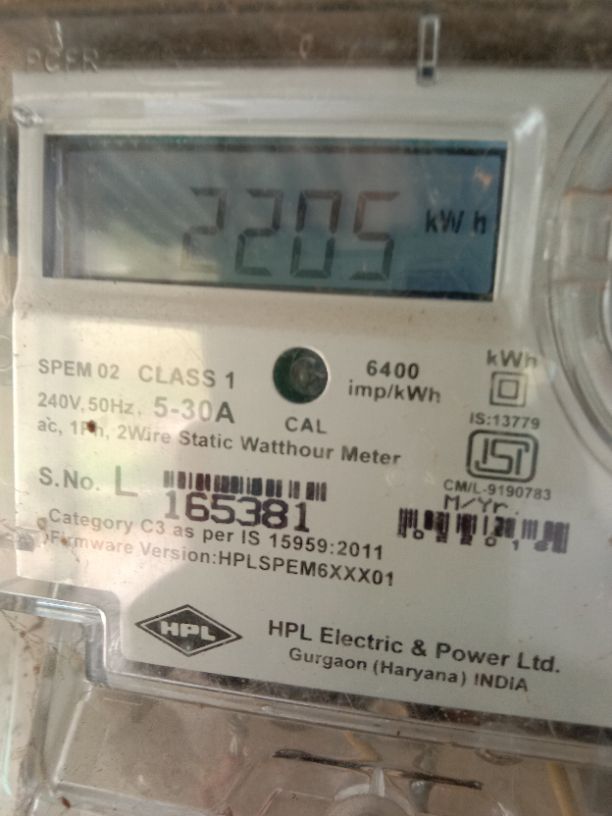 2205 kWh
SPEM 02 CLASS 1
240V, 50Hz, 5-30A
ac, 1Ph, 2Wire Static Watthour Meter
CAL
6400
imp/kWh
kWh
IS:13779
ISI
CM/L-9190783
S.No. L 165381
M/Yr.
022018
Category C3 as per IS 15959:2011
Firmware Version:HPLSPEM6XXX01
HPL
HPL Electric & Power Ltd.
Gurgaon (Haryana) INDIA